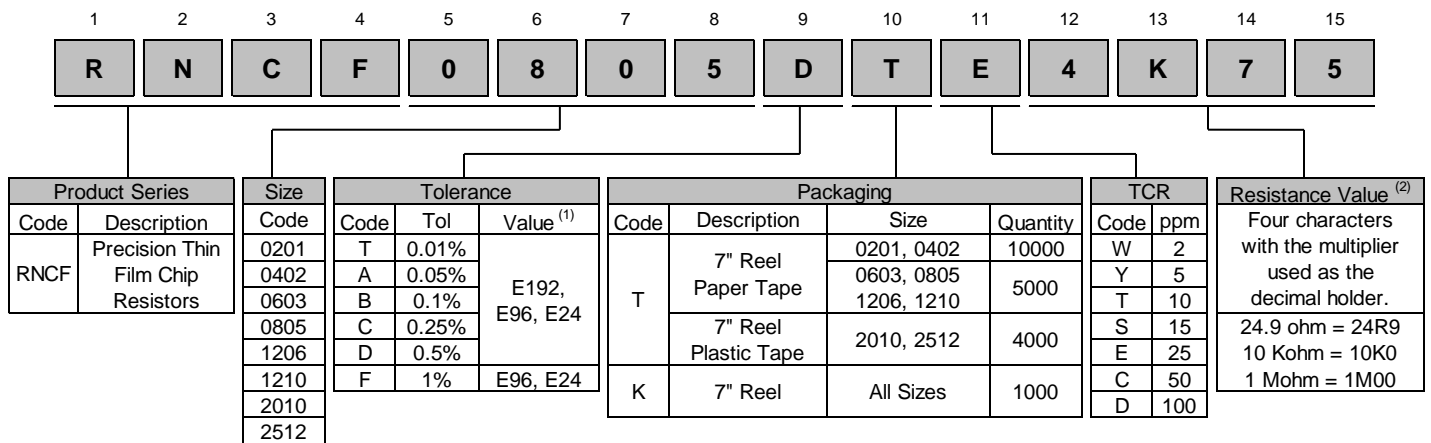 1 2 3 4 5 6 7 8 9 10 11 12 13 14 15
R N C F 0 8 0 5 D T E 4 K 7 5
Product Series
Code Description
RNCF Precision Thin
Film Chip
Resistors
Size
Code
0201
0402
0603
0805
1206
1210
2010
2512
Tolerance
Code Tol Value (1)
T 0.01%
A 0.05%
B 0.1%
C 0.25%
D 0.5%
E192,
E96, E24
F 1% E96, E24
Packaging
Code Description Size Quantity
T
7" Reel
Paper Tape
0201, 0402 10000
0603, 0805
1206, 1210
5000
7" Reel
Plastic Tape
2010, 2512 4000
K 7" Reel All Sizes 1000
TCR
Code ppm
W 2
Y 5
T 10
S 15
E 25
C 50
D 100
Resistance Value (2)
Four characters
with the multiplier
used as the
decimal holder.
24.9 ohm = 24R9
10 Kohm = 10K0
1 Mohm = 1M00